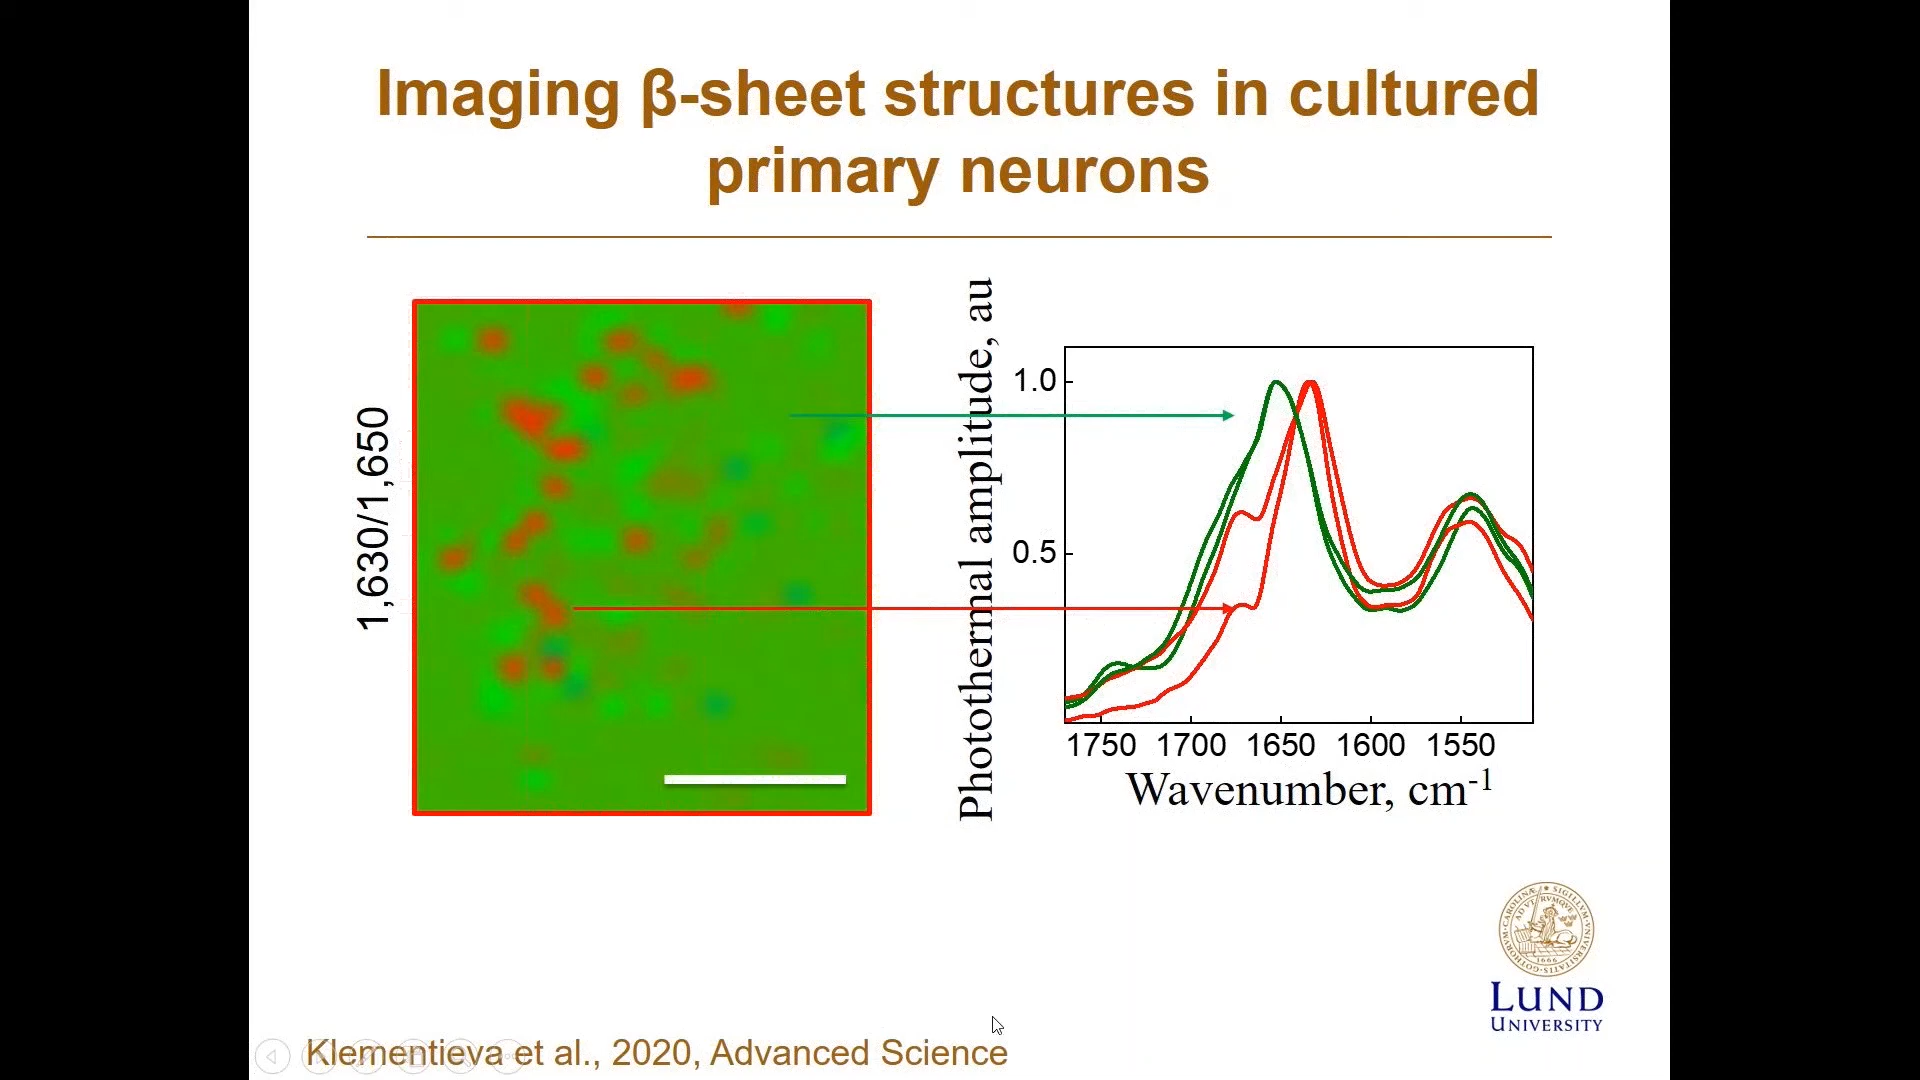 Imaging β-sheet structures in cultured
primary neurons
1,630/1,650
Photothermal amplitude, au
1.0
0.5
1750 1700 1650 1600 1550
Wavenumber, cm-1
LUND
UNIVERSITY
1666
Klementieva et al., 2020, Advanced Science